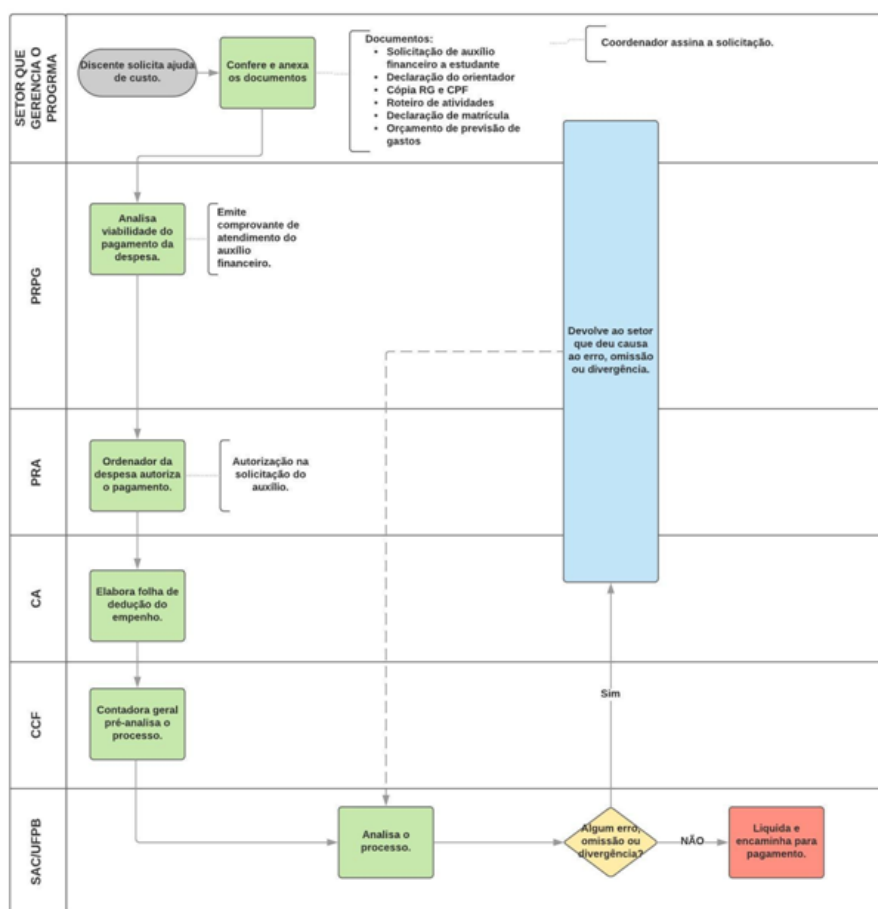 SETOR QUE
GERENCIA O
PROGRMA
Discente solicita ajuda
de custo.
Confere e anexa
os documentos
Documentos:
• Solicitação de auxílio
financeiro a estudante
• Declaração do orientador
• Cópia RG e CPF
• Roteiro de atividades
• Declaração de matrícula
• Orçamento de previsão de
gastos
Coordenador assina a solicitação.
PRPG
Analisa
viabilidade do
pagamento da
despesa.
Emite
comprovante de
atendimento do
auxílio
financeiro.
Devolve ao setor
que deu causa
ao erro, omissão
ou divergência.
PRA
Ordenador da
despesa autoriza
o pagamento.
Autorização na
solicitação do
auxílio.
CA
Elabora folha de
dedução do
empenho.
CCF
Contadora geral
pré-analisa o
processo.
Sim
SAC/UFPB
Analisa o
processo.
Algum erro,
omissão ou
divergência?
NÃO
Liquida e
encaminha para
pagamento.